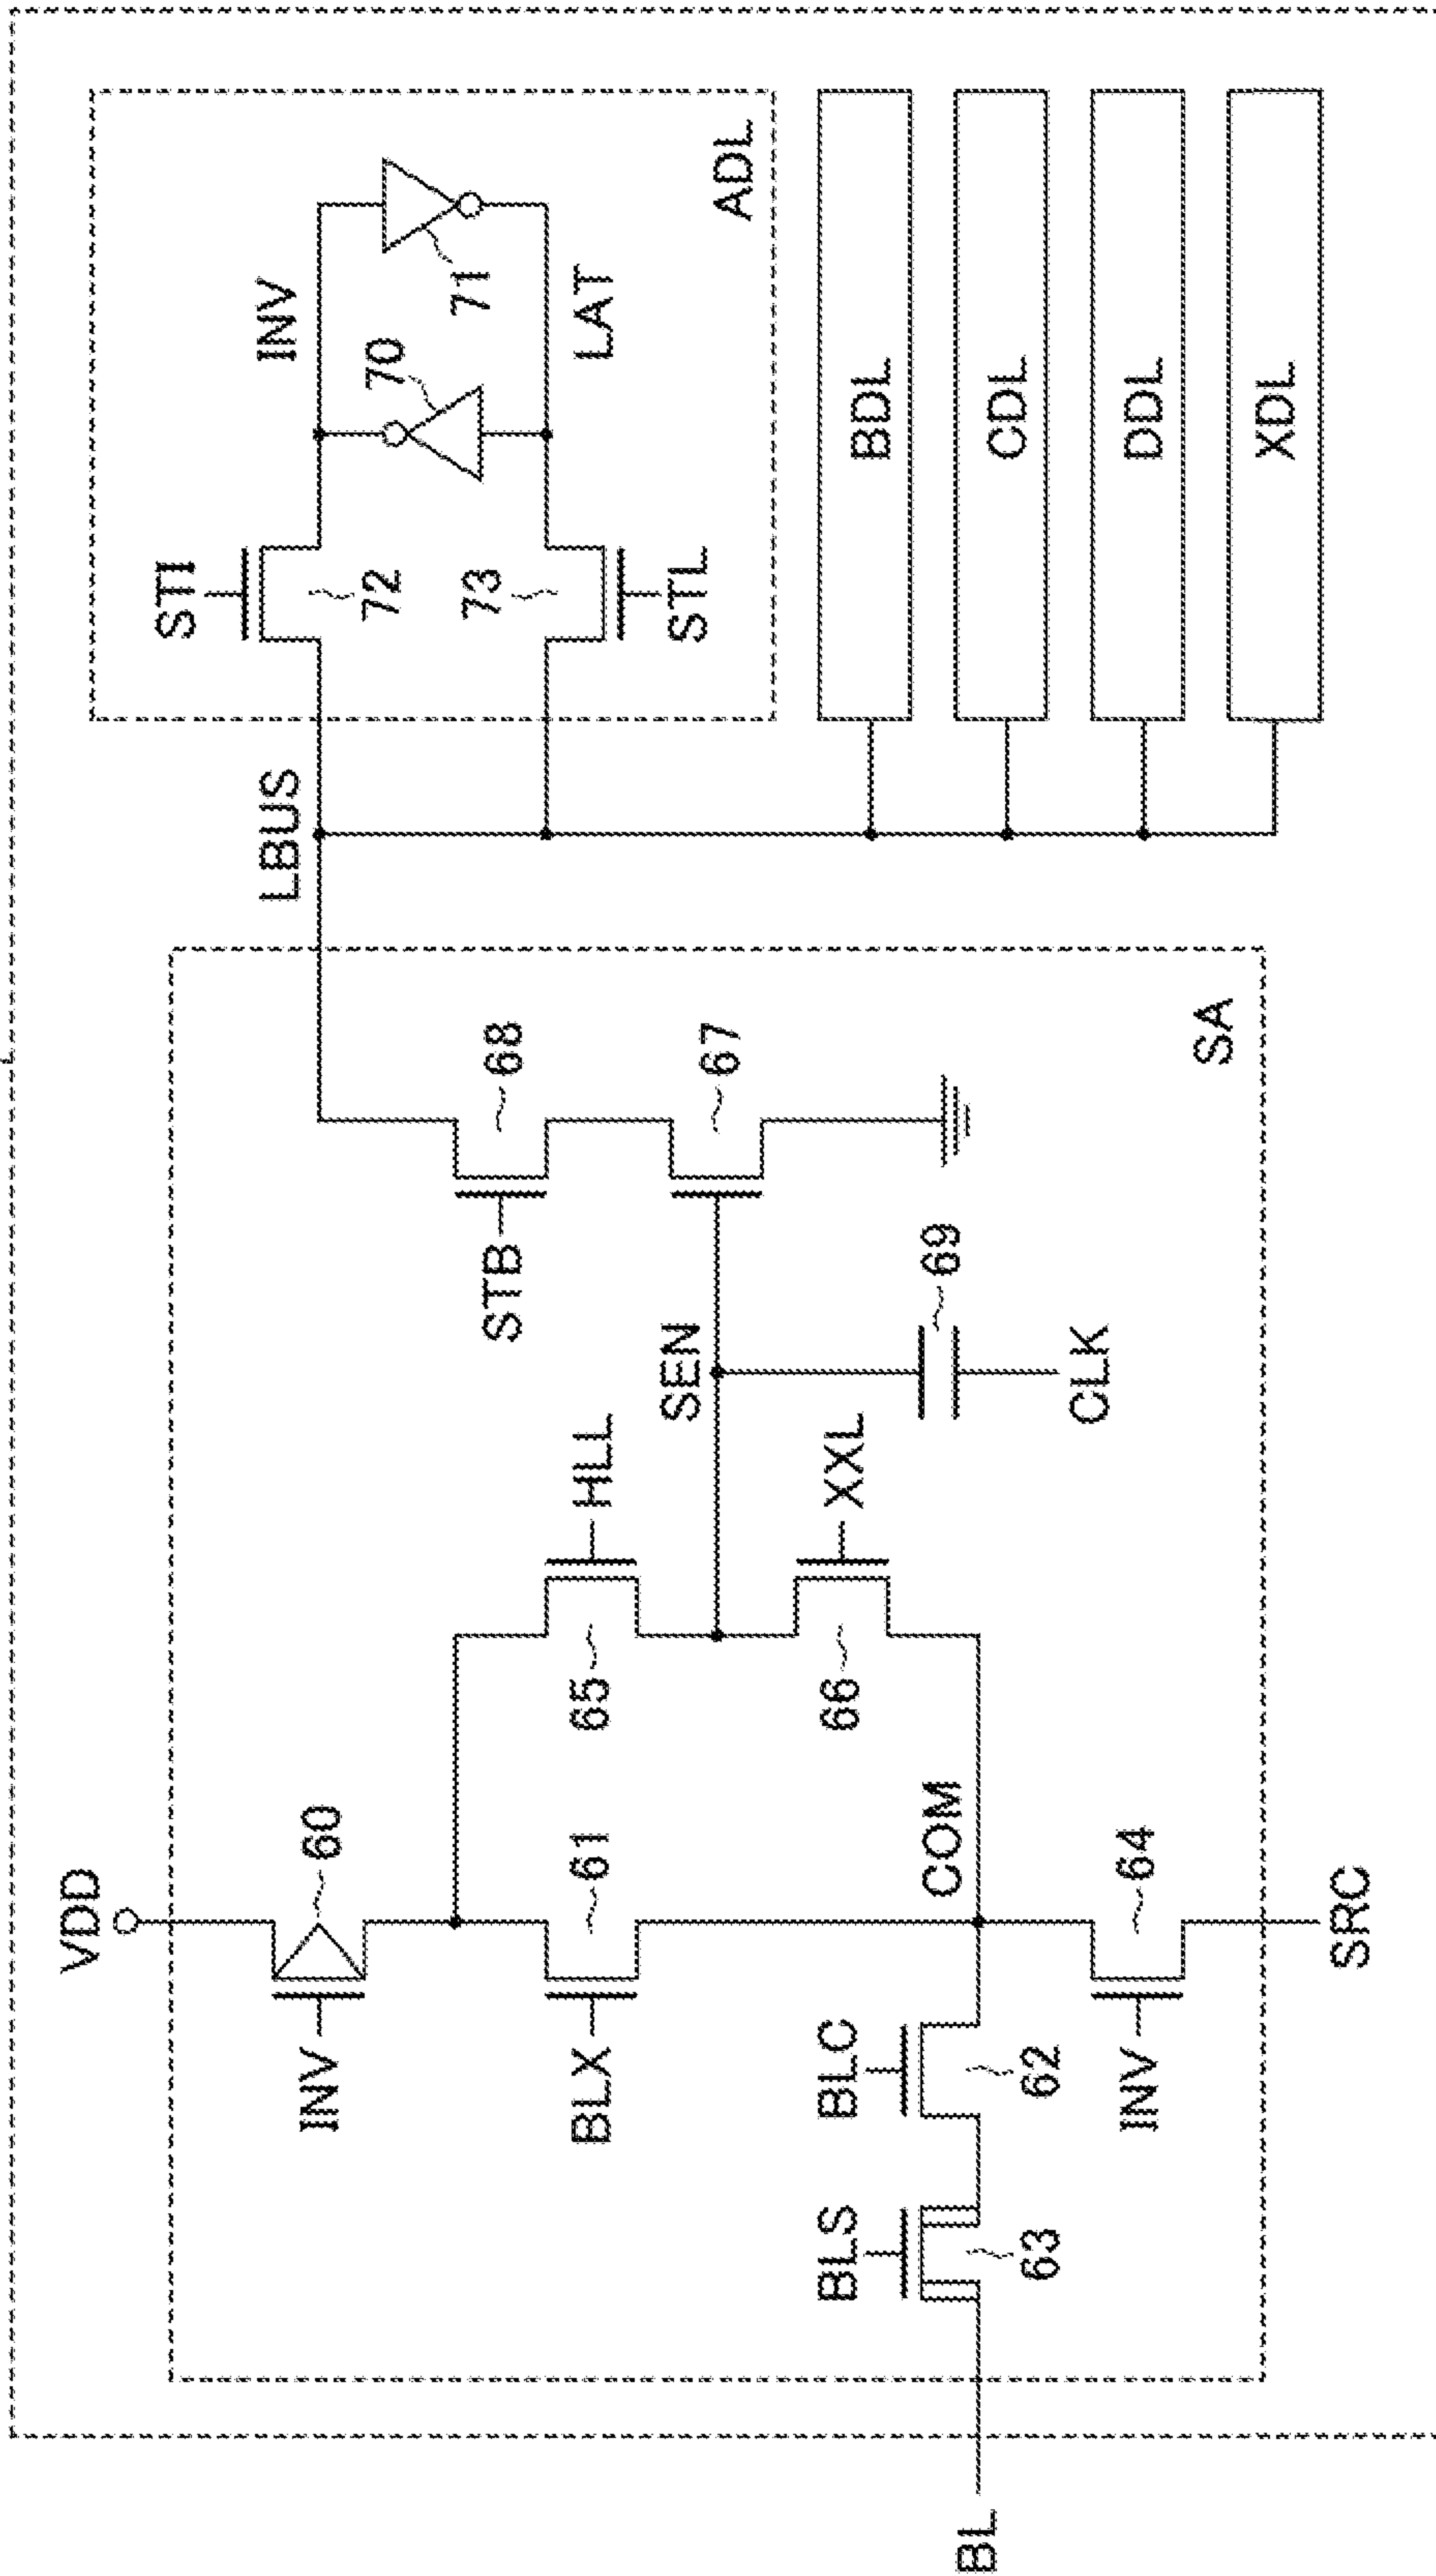 VDD
LBUS
INV
60
STI
INV
72
70
71
BLX
61
65
HLL
STB
68
73
LAT
STL
SEN
67
ADL
BLS
BLC
COM
66
XXL
69
BDL
63
62
CLK
CDL
INV
64
SA
DDL
BL
SRC
XDL